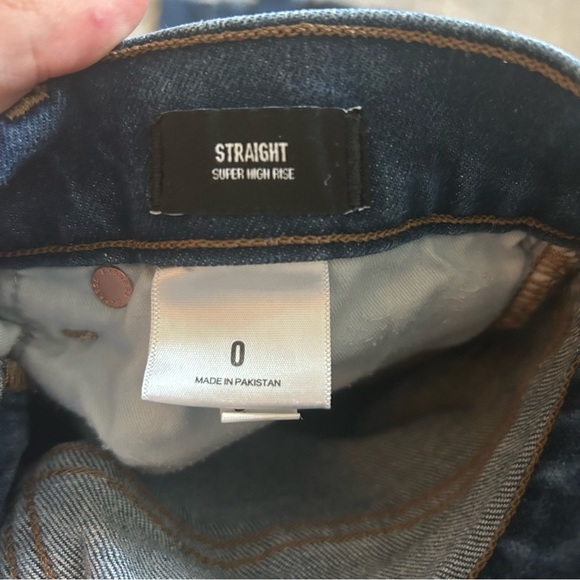 STRAIGHT
SUPER HIGH RISE
0
MADE IN PAKISTAN